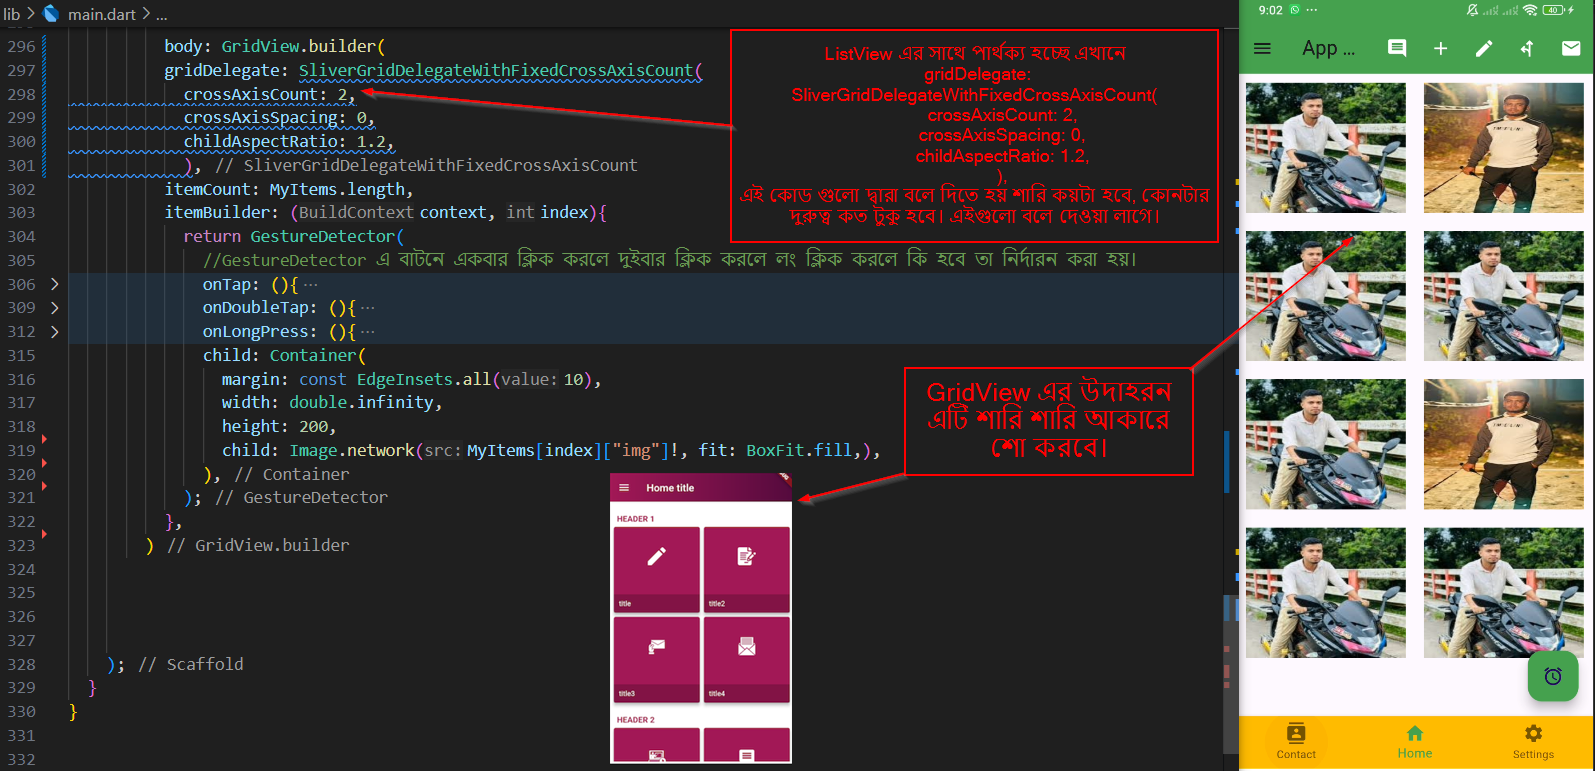 lib > main.dart > ...
296 body: GridView.builder(
297 gridDelegate: SliverGridDelegateWithFixedCrossAxisCount(
298 crossAxisCount: 2,
299 crossAxisSpacing: 0,
300 childAspectRatio: 1.2,
301 ), // SliverGridDelegateWithFixedCrossAxisCount
302 itemCount: MyItems.length,
303 itemBuilder: (BuildContext context, int index){
304 return GestureDetector(
305 //GestureDetector এ বাটনে একবার ক্লিক করলে দুইবার ক্লিক করলে লং ক্লিক করলে কি হবে তা নির্দারন করা হয়।
306 > onTap: (){ ...
309 > onDoubleTap: (){ ...
312 > onLongPress: (){ ...
315 child: Container(
316 margin: const EdgeInsets.all(value: 10),
317 width: double.infinity,
318 height: 200,
319 child: Image.network(src: MyItems[index]["img"]!, fit: BoxFit.fill,),
320 ), // Container
321 ); // GestureDetector
322 },
323 ) // GridView.builder
324
325
326
327
328 ); // Scaffold
329 }
330 }
331
332
ListView এর সাথে পার্থক্য হচ্ছে এখানে
gridDelegate:
SliverGridDelegateWithFixedCrossAxisCount(
crossAxisCount: 2,
crossAxisSpacing: 0,
childAspectRatio: 1.2,
),
এই কোড গুলো দ্বারা বলে দিতে হয় শারি কয়টা হবে, কোনটার
দুরুত্ব কত টুকু হবে। এইগুলো বলে দেওয়া লাগে।
GridView এর উদাহরন
এটি শারি শারি আকারে
শো করবে।
Home title
HEADER 1
title title2
title3 title4
HEADER 2
9:02 ... 40
App ...
Contact Home Settings